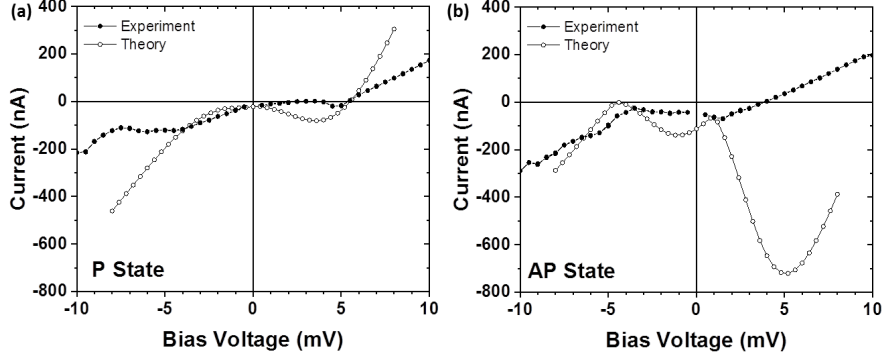 (a)
400
200
0
-200
-400
-600
-800
Current (nA)
Experiment
Theory
P State
-10
-5
0
5
10
Bias Voltage (mV)
(b)
400
200
0
-200
-400
-600
-800
Current (nA)
Experiment
Theory
AP State
-10
-5
0
5
10
Bias Voltage (mV)